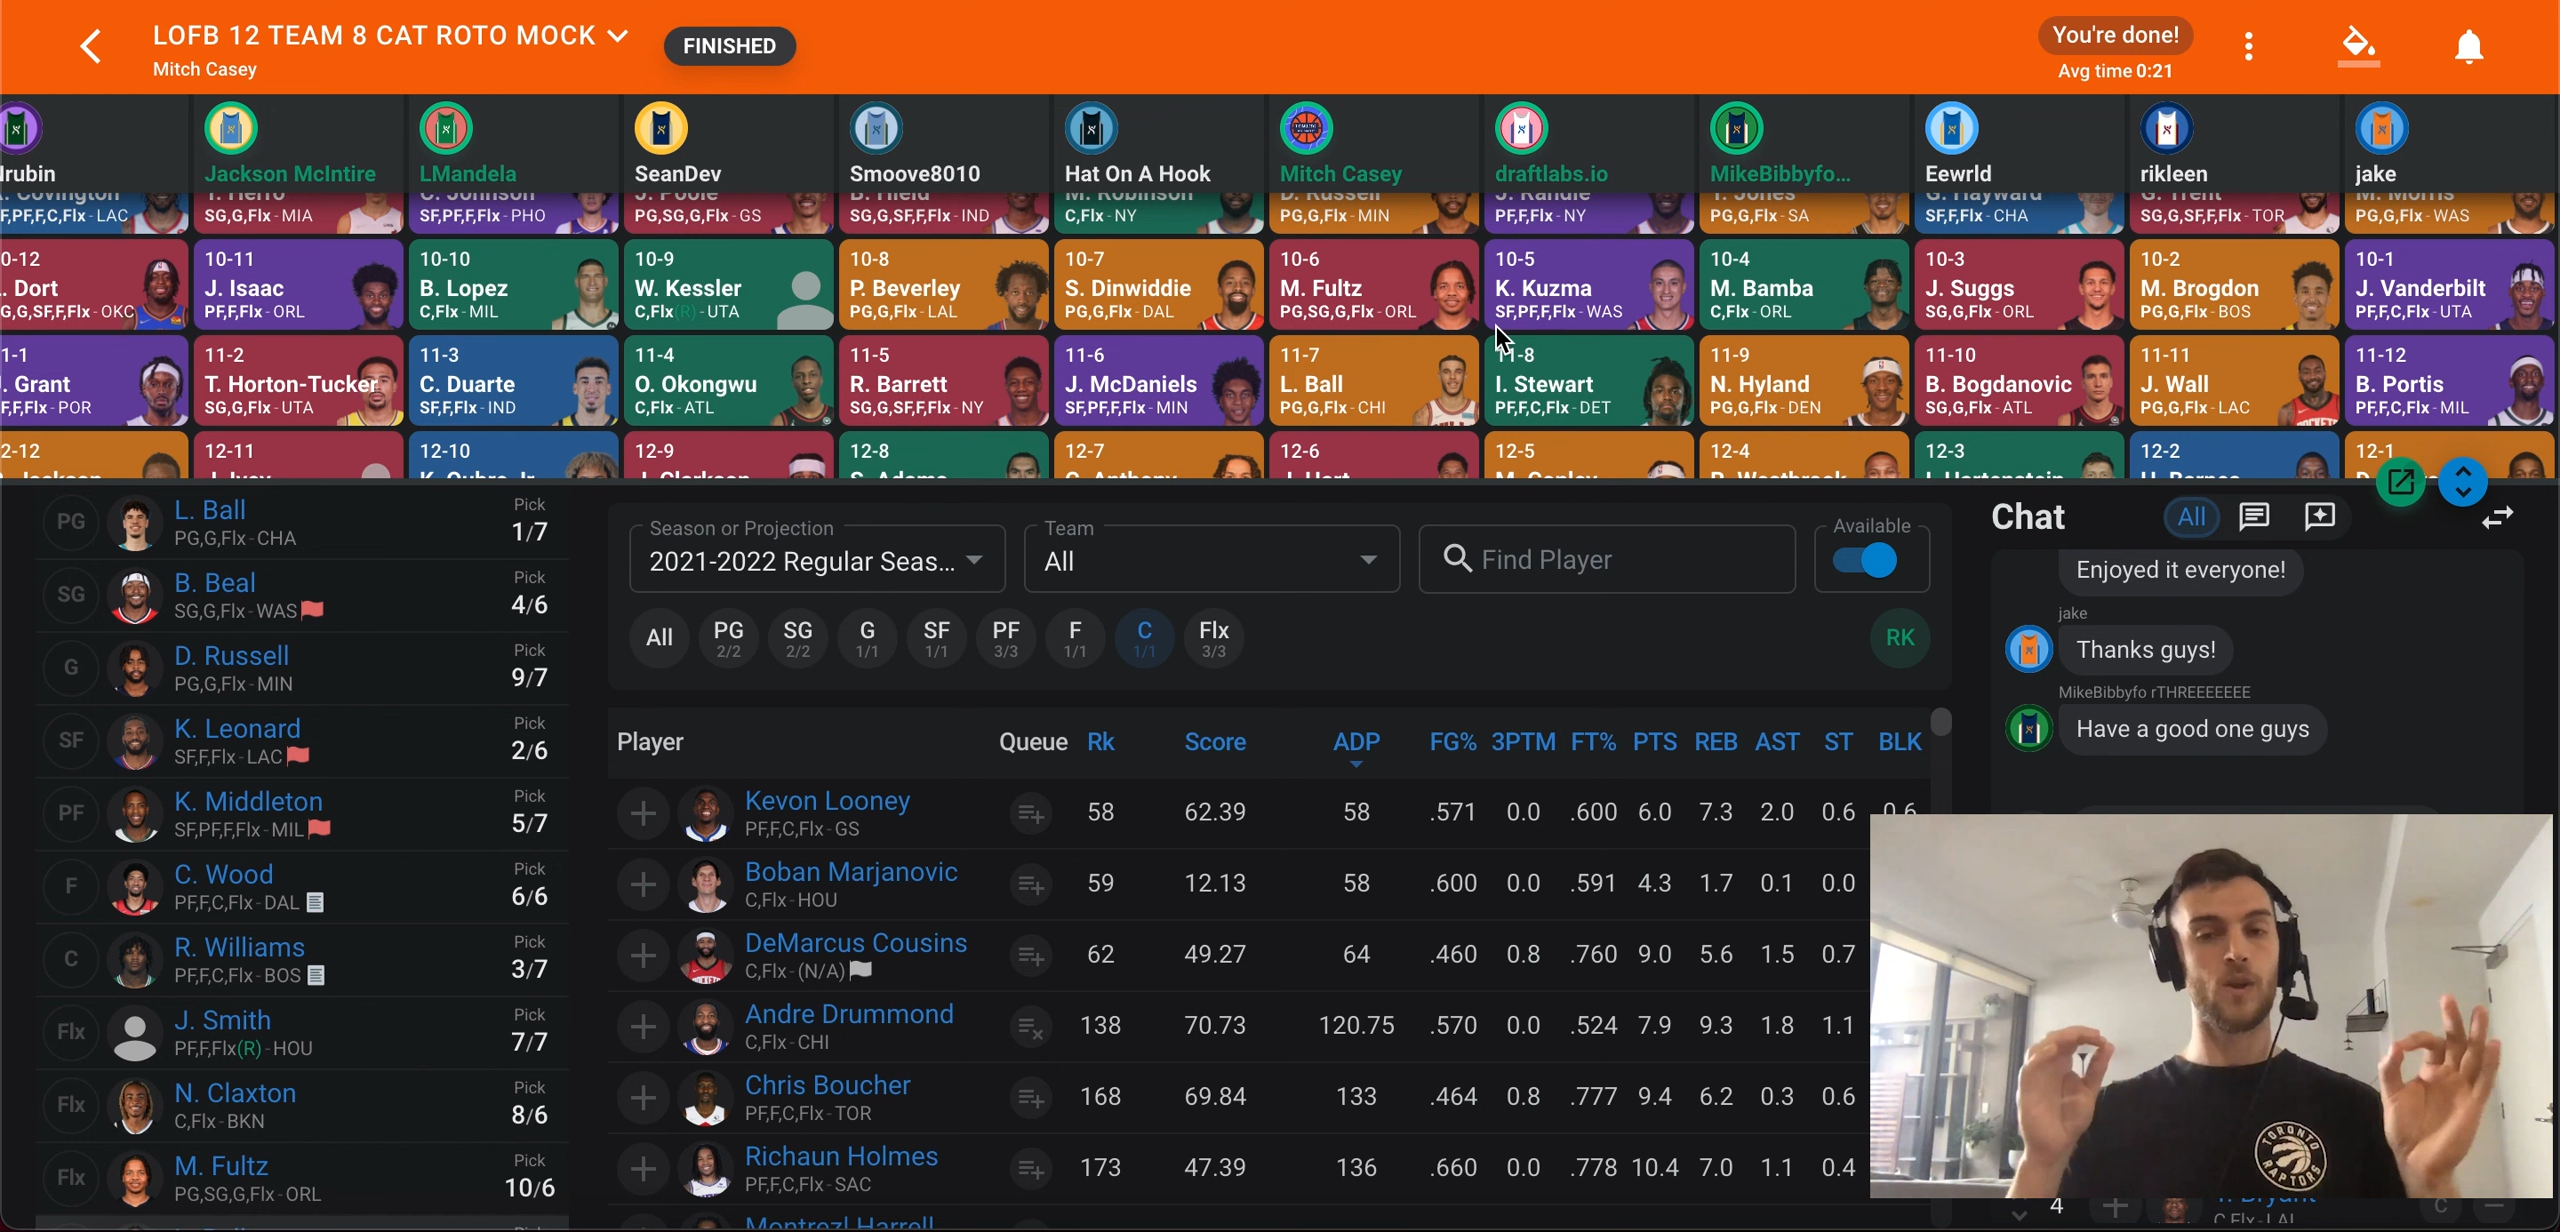 LOFB 12 TEAM 8 CAT ROTO MOCK
Mitch Casey
FINISHED
You're done!
Avg time 0:21
Jackson McIntire
LMandela
SeanDev
Smoove8010
Hat On A Hook
Mitch Casey
draftlabs.io
MikeBibbyfo...
Eewrld
rikleen
jake
F,PF,F,C,Flx - LAC
SG,G,Flx - MIA
SF,PF,F,Flx - PHO
PG,SG,G,Flx - GS
SG,G,SF,F,Flx - IND
C,Flx - NY
PG,G,Flx - MIN
PF,F,Flx - NY
PG,G,Flx - SA
SF,F,Flx - CHA
SG,G,SF,F,Flx - TOR
PG,G,Flx - WAS
0-12
. Dort
G,G,SF,F,Flx - OKC
10-11
J. Isaac
PF,F,Flx - ORL
10-10
B. Lopez
C,Flx - MIL
10-9
W. Kessler
C,Flx(R) - UTA
10-8
P. Beverley
PG,G,Flx - LAL
10-7
S. Dinwiddie
PG,G,Flx - DAL
10-6
M. Fultz
PG,SG,G,Flx - ORL
10-5
K. Kuzma
SF,PF,F,Flx - WAS
10-4
M. Bamba
C,Flx - ORL
10-3
J. Suggs
SG,G,Flx - ORL
10-2
M. Brogdon
PG,G,Flx - BOS
10-1
J. Vanderbilt
PF,F,C,Flx - UTA
1-1
. Grant
F,F,Flx - POR
11-2
T. Horton-Tucker
SG,G,Flx - UTA
11-3
C. Duarte
SF,F,Flx - IND
11-4
O. Okongwu
C,Flx - ATL
11-5
R. Barrett
SG,G,SF,F,Flx - NY
11-6
J. McDaniels
SF,PF,F,Flx - MIN
11-7
L. Ball
PG,G,Flx - CHI
11-8
I. Stewart
PF,F,C,Flx - DET
11-9
N. Hyland
PG,G,Flx - DEN
11-10
B. Bogdanovic
SG,G,Flx - ATL
11-11
J. Wall
PG,G,Flx - LAC
11-12
B. Portis
PF,F,C,Flx - MIL
2-12
12-11
12-10
12-9
12-8
12-7
12-6
12-5
12-4
12-3
12-2
12-1
PG
L. Ball
PG,G,Flx - CHA
Pick
1/7
SG
B. Beal
SG,G,Flx - WAS
Pick
4/6
G
D. Russell
PG,G,Flx - MIN
Pick
9/7
SF
K. Leonard
SF,F,Flx - LAC
Pick
2/6
PF
K. Middleton
SF,PF,F,Flx - MIL
Pick
5/7
F
C. Wood
PF,F,C,Flx - DAL
Pick
6/6
C
R. Williams
PF,F,C,Flx - BOS
Pick
3/7
Flx
J. Smith
PF,F,Flx(R) - HOU
Pick
7/7
Flx
N. Claxton
C,Flx - BKN
Pick
8/6
Flx
M. Fultz
PG,SG,G,Flx - ORL
Pick
10/6
Season or Projection
2021-2022 Regular Seas...
Team
All
Find Player
Available
All
PG 2/2
SG 2/2
G 1/1
SF 1/1
PF 3/3
F 1/1
C 1/1
Flx 3/3
RK
Player Queue Rk Score ADP FG% 3PTM FT% PTS REB AST ST BLK
Kevon Looney 58 62.39 58 .571 0.0 .600 6.0 7.3 2.0 0.6 0.6
PF,F,C,Flx - GS
Boban Marjanovic 59 12.13 58 .600 0.0 .591 4.3 1.7 0.1 0.0
C,Flx - HOU
DeMarcus Cousins 62 49.27 64 .460 0.8 .760 9.0 5.6 1.5 0.7
C,Flx - (N/A)
Andre Drummond 138 70.73 120.75 .570 0.0 .524 7.9 9.3 1.8 1.1
C,Flx - CHI
Chris Boucher 168 69.84 133 .464 0.8 .777 9.4 6.2 0.3 0.6
PF,F,C,Flx - TOR
Richaun Holmes 173 47.39 136 .660 0.0 .778 10.4 7.0 1.1 0.4
PF,F,C,Flx - SAC
Montrezl Harrell
Chat
All
Enjoyed it everyone!
jake
Thanks guys!
MikeBibbyfo rTHREEEEEEE
Have a good one guys
TORONTO
RAPTORS
4
C